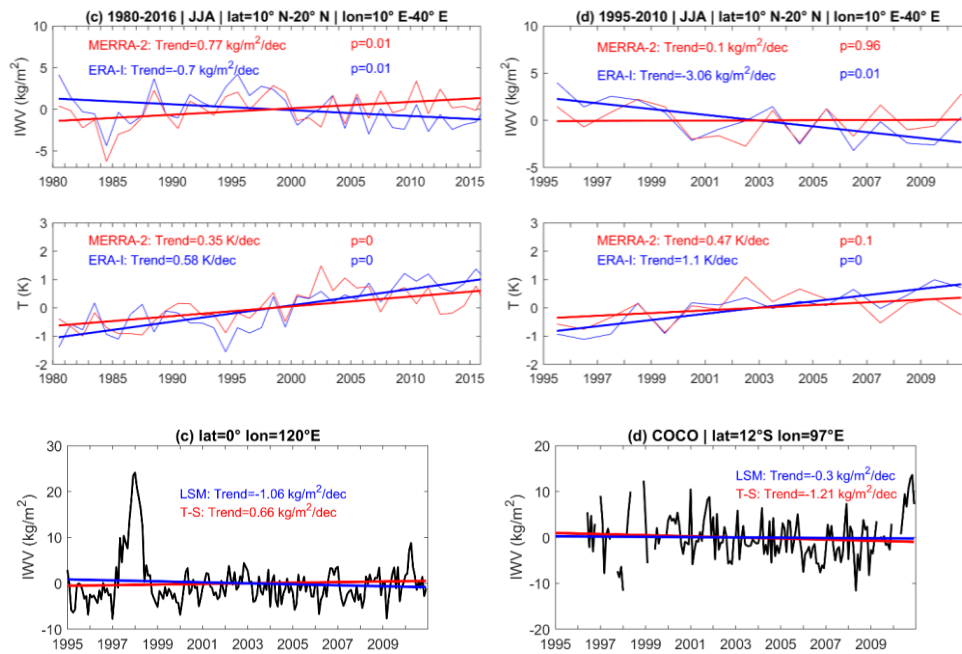 (c) 1980-2016 | JJA | lat=10° N-20° N | lon=10° E-40° E
10
5
0
-5
IWV (kg/m²)
MERRA-2: Trend=0.77 kg/m²/dec p=0.01
ERA-I: Trend=-0.7 kg/m²/dec p=0.01
1980 1985 1990 1995 2000 2005 2010 2015
(d) 1995-2010 | JJA | lat=10° N-20° N | lon=10° E-40° E
10
5
0
-5
IWV (kg/m²)
MERRA-2: Trend=0.1 kg/m²/dec p=0.96
ERA-I: Trend=-3.06 kg/m²/dec p=0.01
1995 1997 1999 2001 2003 2005 2007 2009
3
2
1
0
-1
-2
T (K)
MERRA-2: Trend=0.35 K/dec p=0
ERA-I: Trend=0.58 K/dec p=0
1980 1985 1990 1995 2000 2005 2010 2015
3
2
1
0
-1
-2
T (K)
MERRA-2: Trend=0.47 K/dec p=0.1
ERA-I: Trend=1.1 K/dec p=0
1995 1997 1999 2001 2003 2005 2007 2009
(c) lat=0° lon=120°E
30
20
10
0
-10
IWV (kg/m²)
LSM: Trend=-1.06 kg/m²/dec
T-S: Trend=0.66 kg/m²/dec
1995 1997 1999 2001 2003 2005 2007 2009
(d) COCO | lat=12°S lon=97°E
20
10
0
-10
20
IWV (kg/m²)
LSM: Trend=-0.3 kg/m²/dec
T-S: Trend=-1.21 kg/m²/dec
1995 1997 1999 2001 2003 2005 2007 2009